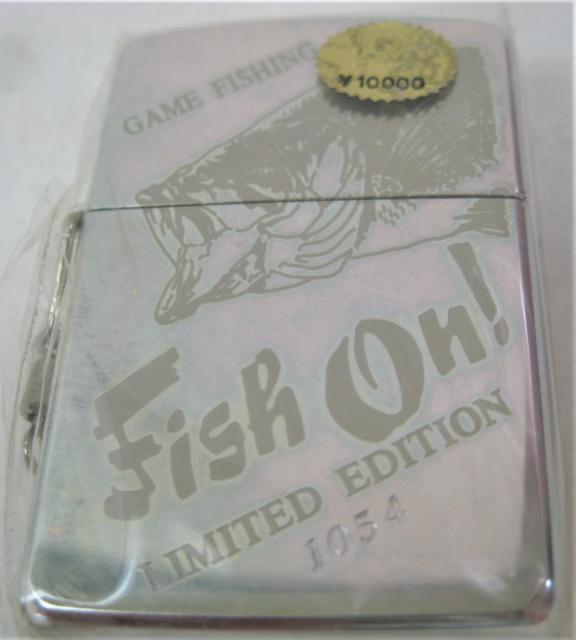 GAME FISHING
¥10000
Fish On!
LIMITED EDITION
1054